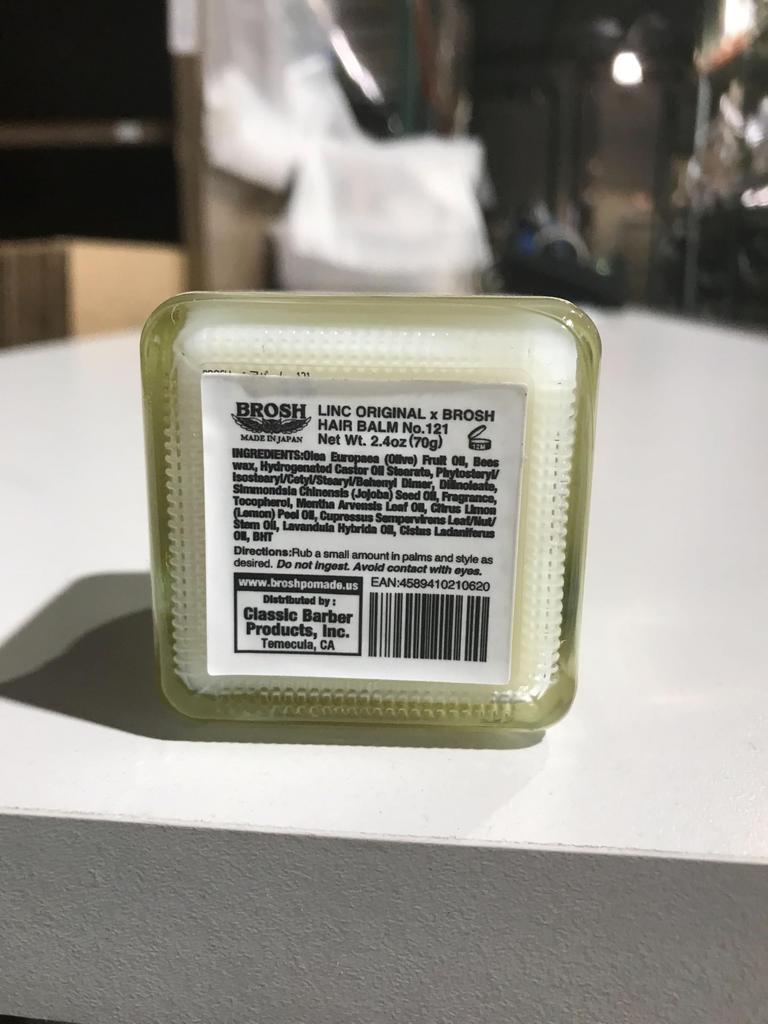 BROSH
MADE IN JAPAN
LINC ORIGINAL x BROSH
HAIR BALM No.121
Net Wt. 2.4oz (70g)
12M
INGREDIENTS:Olea Europaea (Olive) Fruit Oil, Bees
wax, Hydrogenated Castor Oil Stearate, Phytosteryl/
Isostearyl/Cetyl/Stearyl/Behenyl Dimer, Dilinoleate,
Simmondsia Chinensis (Jojoba) Seed Oil, Fragrance,
Tocopherol, Mentha Arvensis Leaf Oil, Citrus Limon
(Lemon) Peel Oil, Cupressus Sempervirens Leaf/Nut/
Stem Oil, Lavandula Hybrida Oil, Cistus Ladaniferus
Oil, BHT
Directions:Rub a small amount in palms and style as
desired. Do not ingest. Avoid contact with eyes.
www.broshpomade.us
Distributed by :
Classic Barber
Products, Inc.
Temecula, CA
EAN:4589410210620